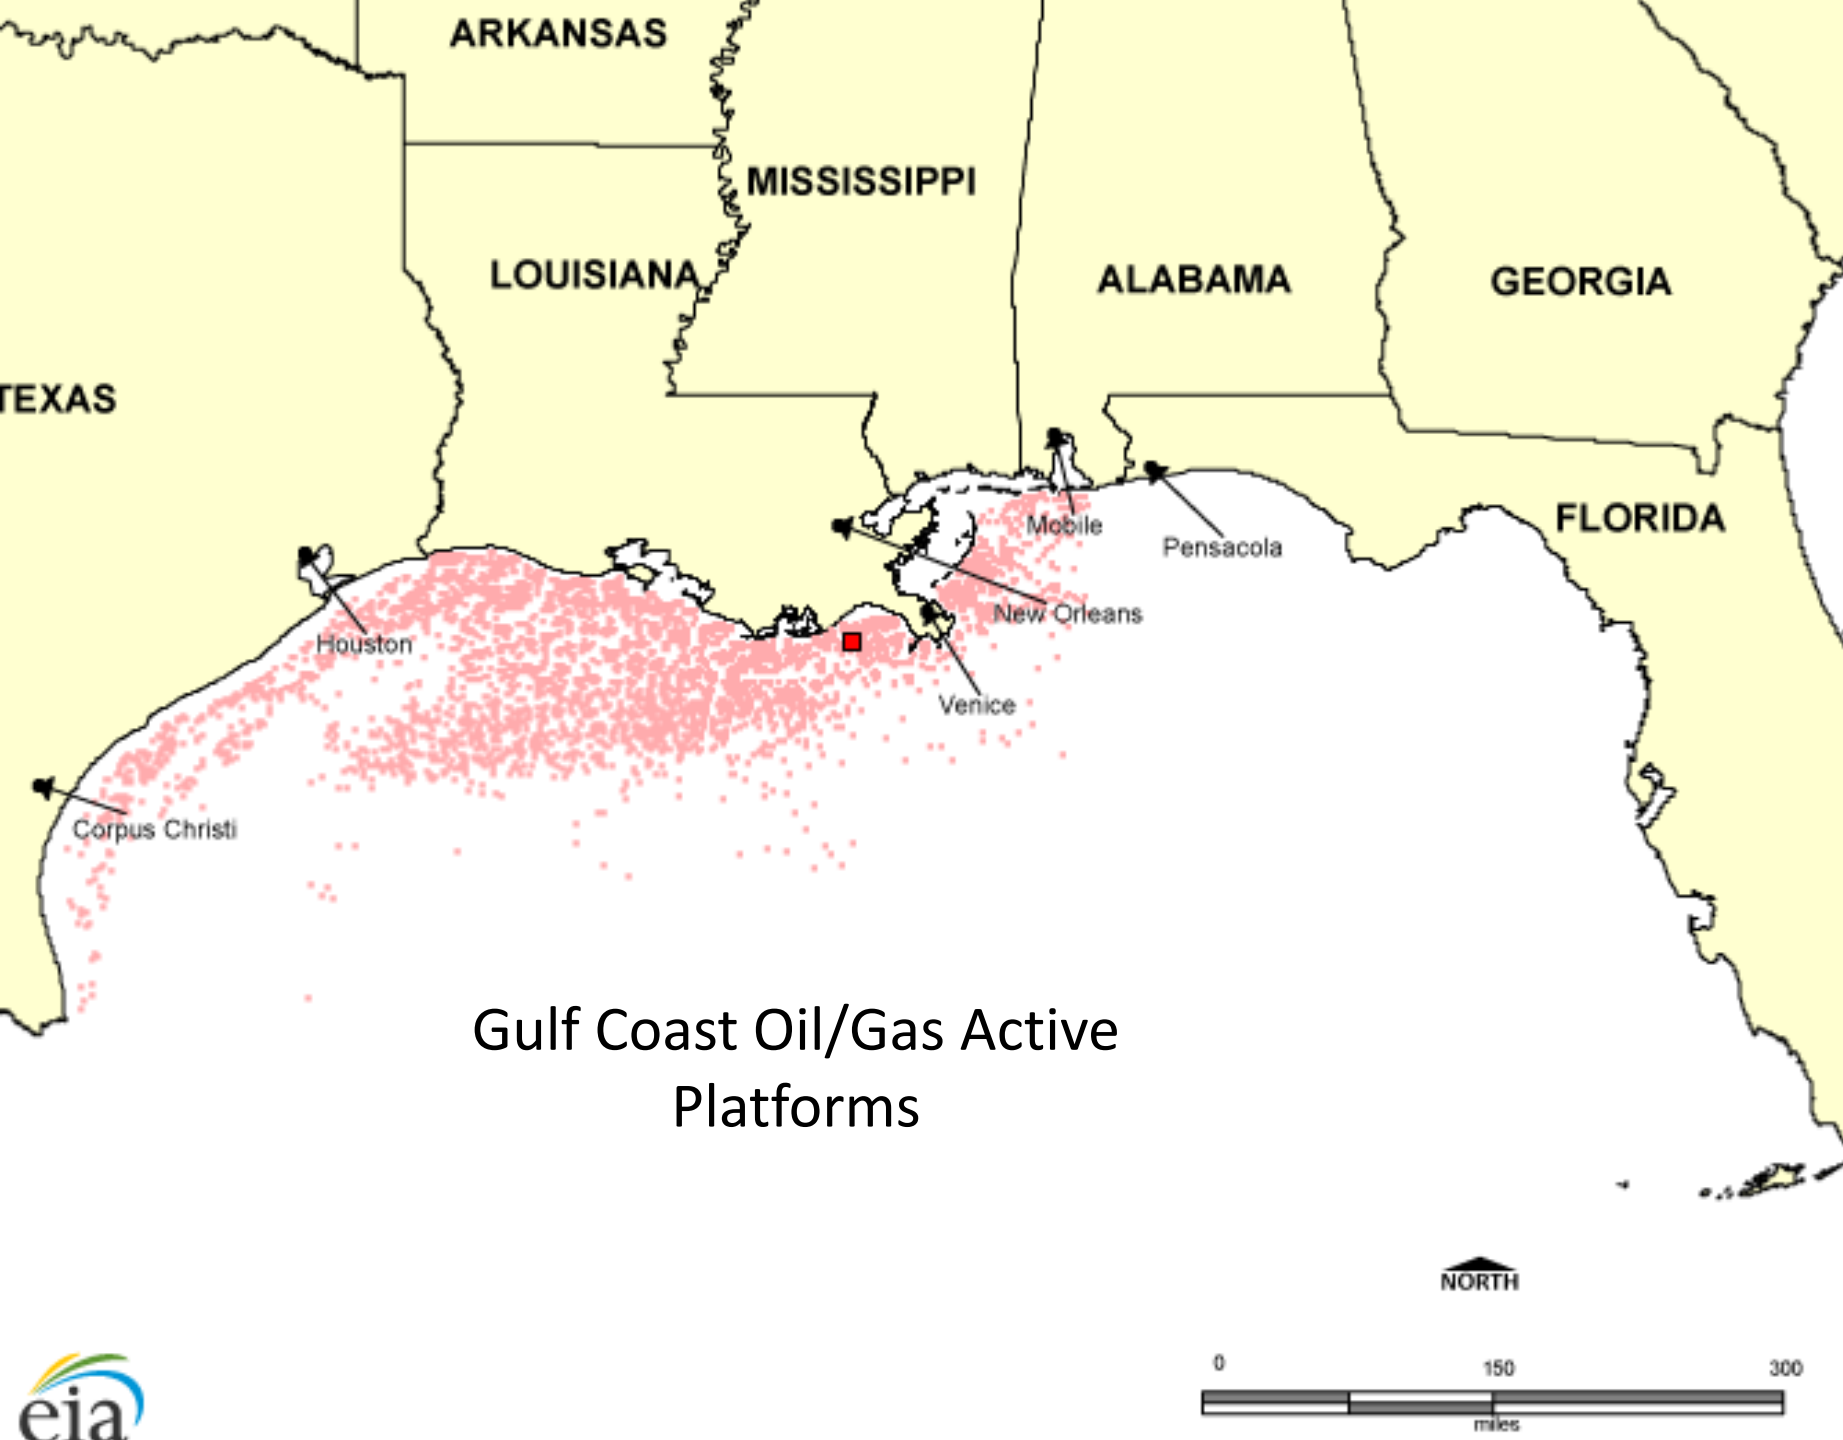 ARKANSAS
MISSISSIPPI
LOUISIANA
ALABAMA
GEORGIA
TEXAS
FLORIDA
Mobile
Pensacola
New Orleans
Houston
Venice
Corpus Christi
Gulf Coast Oil/Gas Active
Platforms
NORTH
0 150 300
miles
eia